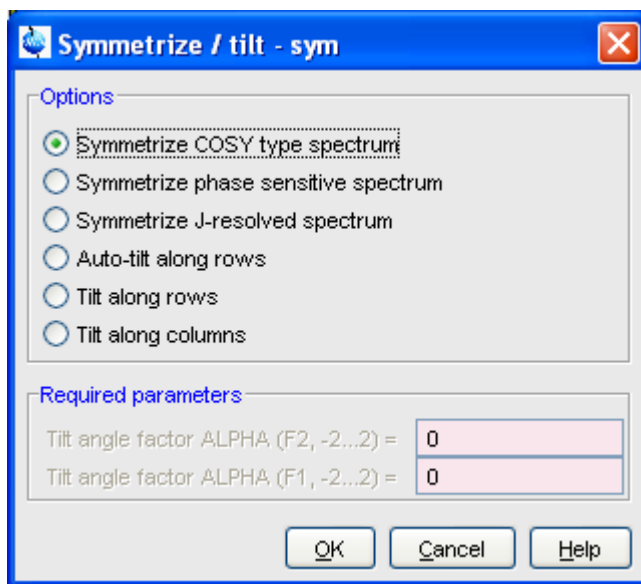 Symmetrize / tilt - sym
Options
Symmetrize COSY type spectrum
Symmetrize phase sensitive spectrum
Symmetrize J-resolved spectrum
Auto-tilt along rows
Tilt along rows
Tilt along columns
Required parameters
Tilt angle factor ALPHA (F2, -2...2) = 0
Tilt angle factor ALPHA (F1, -2...2) = 0
OK Cancel Help